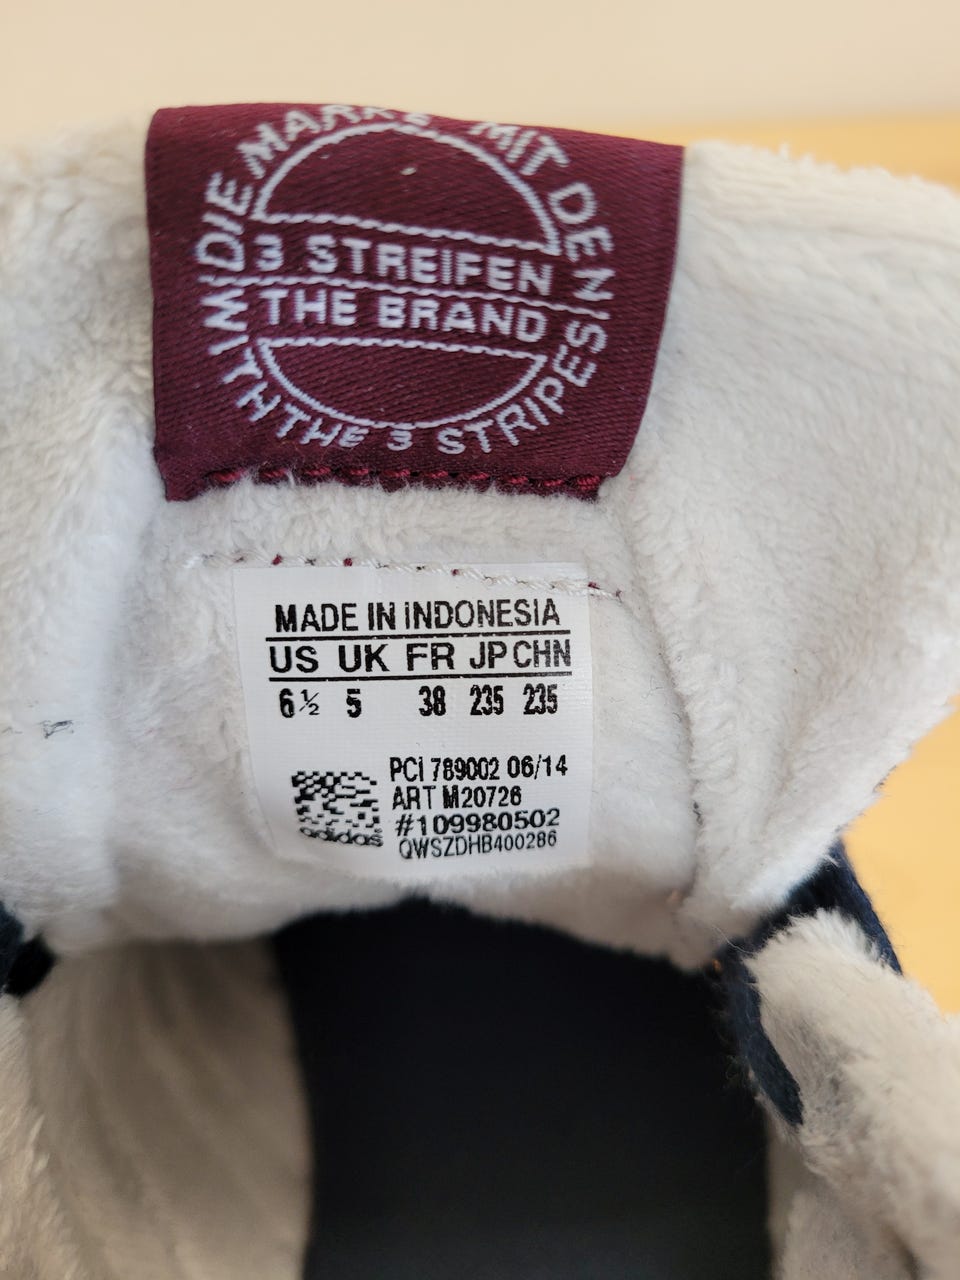 DIE MARKE MIT DEN
3 STREIFEN
THE BRAND
WITH THE 3 STRIPES
MADE IN INDONESIA
US UK FR JP CHN
6½ 5 38 235 235
PCI 789002 06/14
ART M20726
#109980502
QWSZDHB400286
adidas